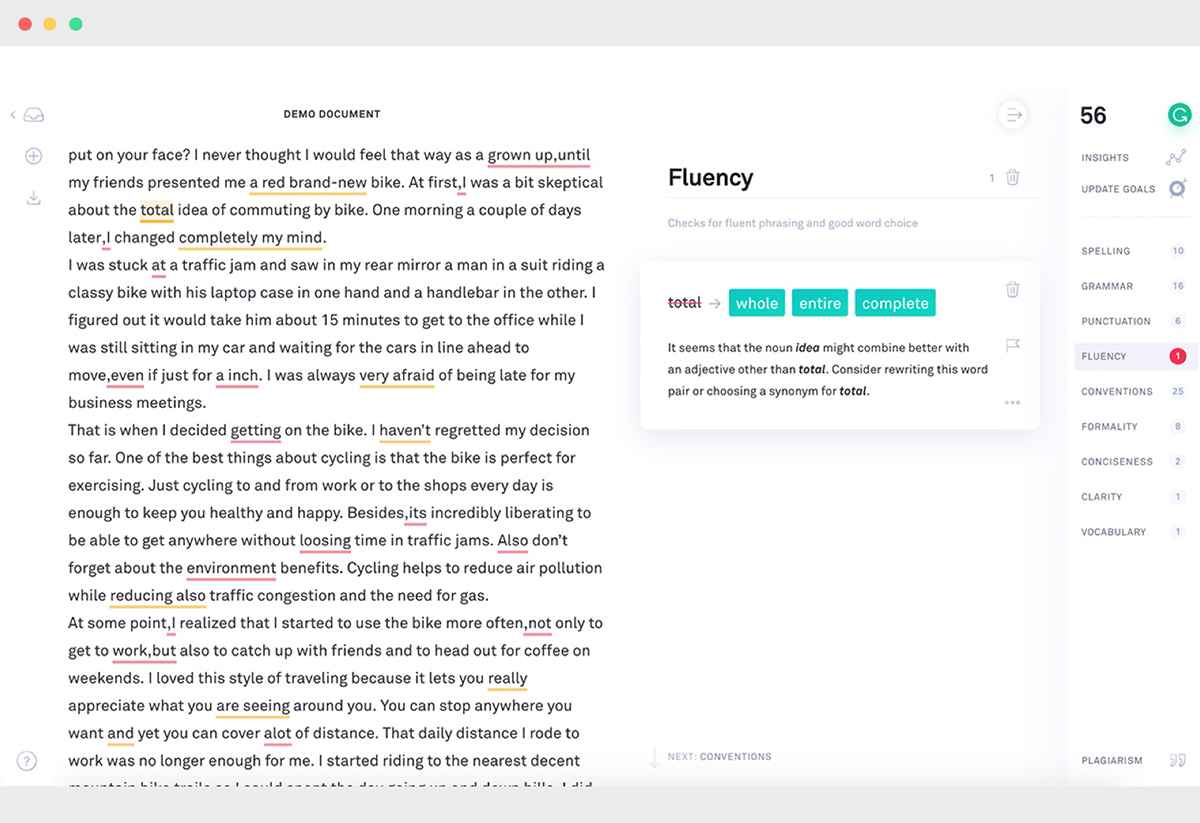 DEMO DOCUMENT
put on your face? I never thought I would feel that way as a grown up,until
my friends presented me a red brand-new bike. At first,I was a bit skeptical
about the total idea of commuting by bike. One morning a couple of days
later,I changed completely my mind.
I was stuck at a traffic jam and saw in my rear mirror a man in a suit riding a
classy bike with his laptop case in one hand and a handlebar in the other. I
figured out it would take him about 15 minutes to get to the office while I
was still sitting in my car and waiting for the cars in line ahead to
move,even if just for a inch. I was always very afraid of being late for my
business meetings.
That is when I decided getting on the bike. I haven't regretted my decision
so far. One of the best things about cycling is that the bike is perfect for
exercising. Just cycling to and from work or to the shops every day is
enough to keep you healthy and happy. Besides,its incredibly liberating to
be able to get anywhere without loosing time in traffic jams. Also don't
forget about the environment benefits. Cycling helps to reduce air pollution
while reducing also traffic congestion and the need for gas.
At some point,I realized that I started to use the bike more often,not only to
get to work,but also to catch up with friends and to head out for coffee on
weekends. I loved this style of traveling because it lets you really
appreciate what you are seeing around you. You can stop anywhere you
want and yet you can cover alot of distance. That daily distance I rode to
work was no longer enough for me. I started riding to the nearest decent
mountain bike trails so I could spent the day going up and down hills. I did
?
Fluency
1
Checks for fluent phrasing and good word choice
total → whole entire complete
It seems that the noun idea might combine better with
an adjective other than total. Consider rewriting this word
pair or choosing a synonym for total.
NEXT: CONVENTIONS
56
INSIGHTS
UPDATE GOALS
SPELLING 10
GRAMMAR 16
PUNCTUATION 6
FLUENCY 1
CONVENTIONS 25
FORMALITY 8
CONCISENESS 2
CLARITY 1
VOCABULARY 1
PLAGIARISM